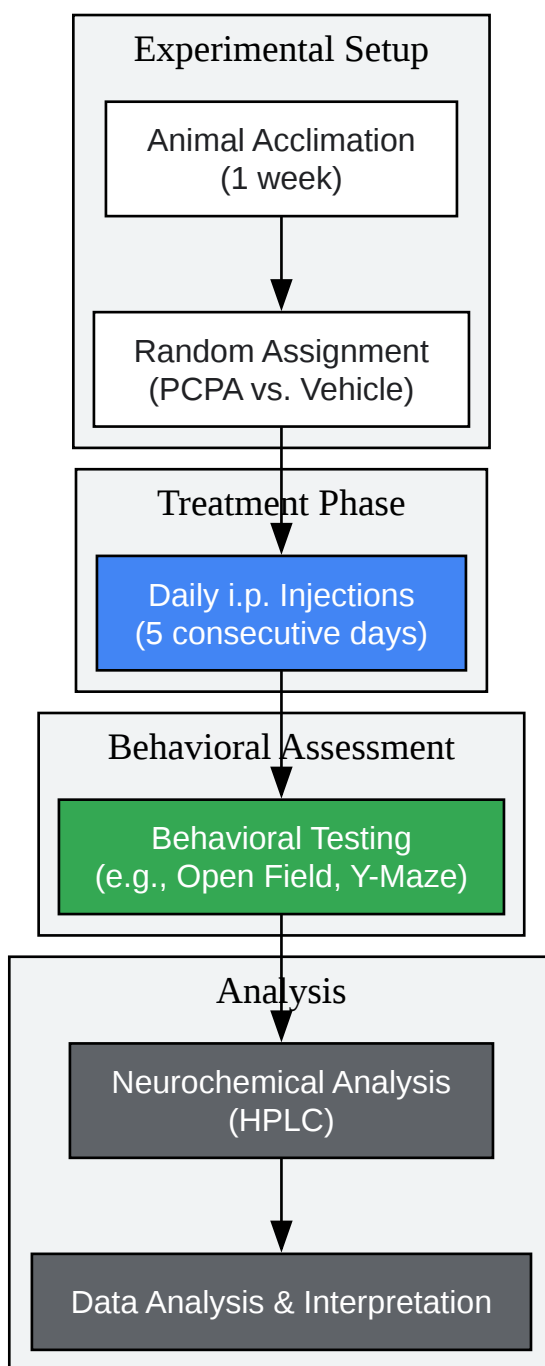 Experimental Setup
Animal Acclimation
(1 week)
Random Assignment
(PCPA vs. Vehicle)
Treatment Phase
Daily i.p. Injections
(5 consecutive days)
Behavioral Assessment
Behavioral Testing
(e.g., Open Field, Y-Maze)
Analysis
Neurochemical Analysis
(HPLC)
Data Analysis & Interpretation